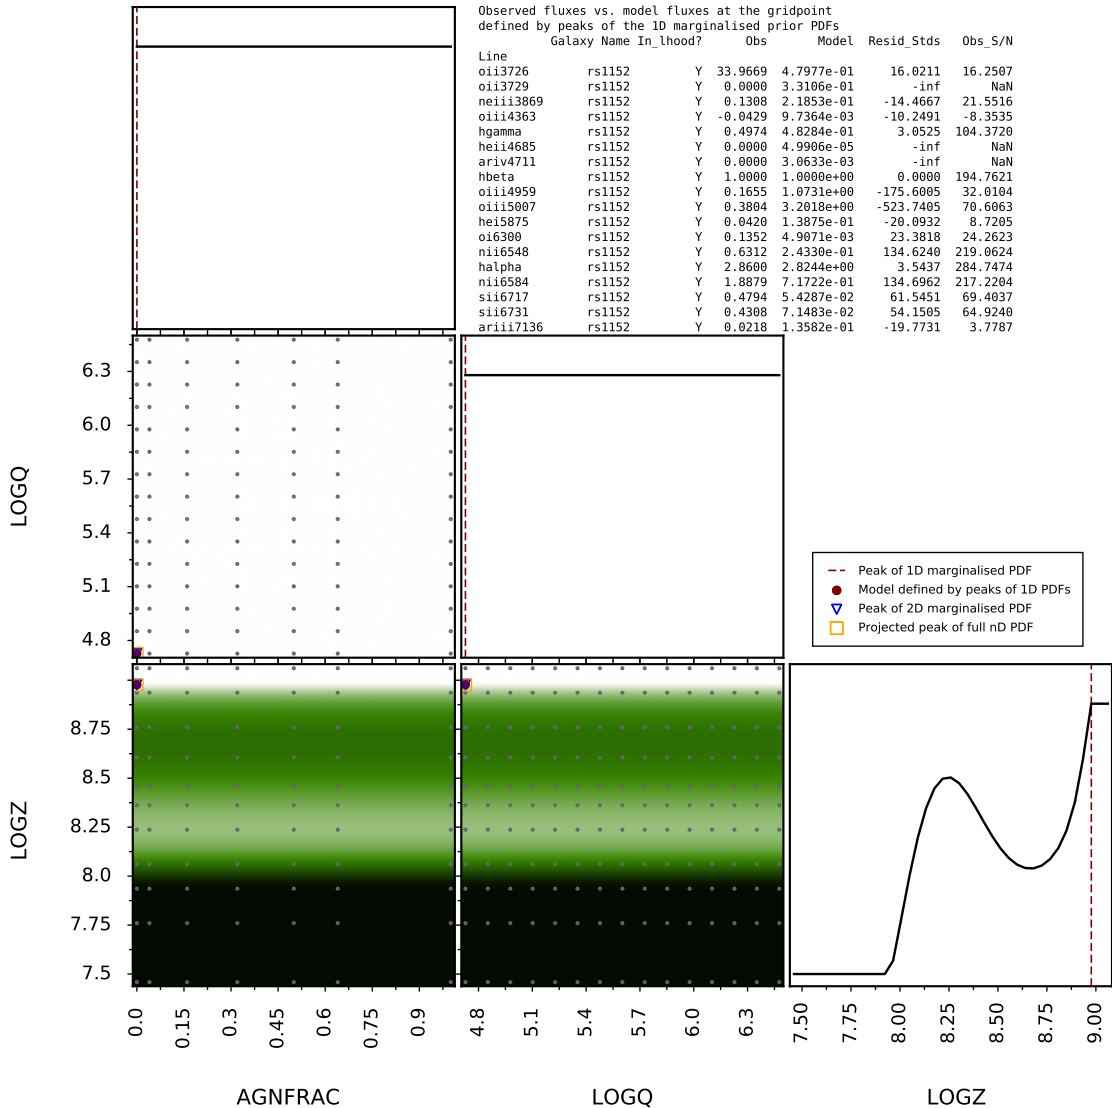 Observed fluxes vs. model fluxes at the gridpoint
defined by peaks of the 1D marginalised prior PDFs
Galaxy Name In_lhood? Obs Model Resid_Stds Obs_S/N
Line
oii3726 rs1152 Y 33.9669 4.7977e-01 16.0211 16.2507
oii3729 rs1152 Y 0.0000 3.3106e-01 -inf NaN
neiii3869 rs1152 Y 0.1308 2.1853e-01 -14.4667 21.5516
oiii4363 rs1152 Y -0.0429 9.7364e-03 -10.2491 -8.3535
hgamma rs1152 Y 0.4974 4.8284e-01 3.0525 104.3720
heii4685 rs1152 Y 0.0000 4.9906e-05 -inf NaN
ariv4711 rs1152 Y 0.0000 3.0633e-03 -inf NaN
hbeta rs1152 Y 1.0000 1.0000e+00 0.0000 194.7621
oiii4959 rs1152 Y 0.1655 1.0731e+00 -175.6005 32.0104
oiii5007 rs1152 Y 0.3804 3.2018e+00 -523.7405 70.6063
hei5875 rs1152 Y 0.0420 1.3875e-01 -20.0932 8.7205
oi6300 rs1152 Y 0.1352 4.9071e-03 23.3818 24.2623
nii6548 rs1152 Y 0.6312 2.4330e-01 134.6240 219.0624
halpha rs1152 Y 2.8600 2.8244e+00 3.5437 284.7474
nii6584 rs1152 Y 1.8879 7.1722e-01 134.6962 217.2204
sii6717 rs1152 Y 0.4794 5.4287e-02 61.5451 69.4037
sii6731 rs1152 Y 0.4308 7.1483e-02 54.1505 64.9240
ariii7136 rs1152 Y 0.0218 1.3582e-01 -19.7731 3.7787
6.3
6.0
5.7
5.4
5.1
4.8
LOGQ
Peak of 1D marginalised PDF
Model defined by peaks of 1D PDFs
Peak of 2D marginalised PDF
Projected peak of full nD PDF
8.75
8.5
8.25
8.0
7.75
7.5
LOGZ
0.0 0.15 0.3 0.45 0.6 0.75 0.9
4.8 5.1 5.4 5.7 6.0 6.3
7.50 7.75 8.00 8.25 8.50 8.75 9.00
AGNFRAC LOGQ LOGZ